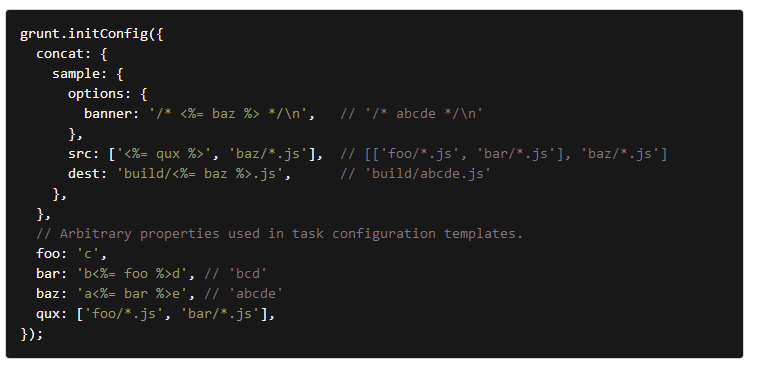 grunt.initConfig({
  concat: {
    sample: {
      options: {
        banner: '/* <%= baz %> */\n',   // '/* abcde */\n'
      },
      src: ['<%= qux %>', 'baz/*.js'],  // [['foo/*.js', 'bar/*.js'], 'baz/*.js']
      dest: 'build/<%= baz %>.js',      // 'build/abcde.js'
    },
  },
  // Arbitrary properties used in task configuration templates.
  foo: 'c',
  bar: 'b<%= foo %>d', // 'bcd'
  baz: 'a<%= bar %>e', // 'abcde'
  qux: ['foo/*.js', 'bar/*.js'],
});